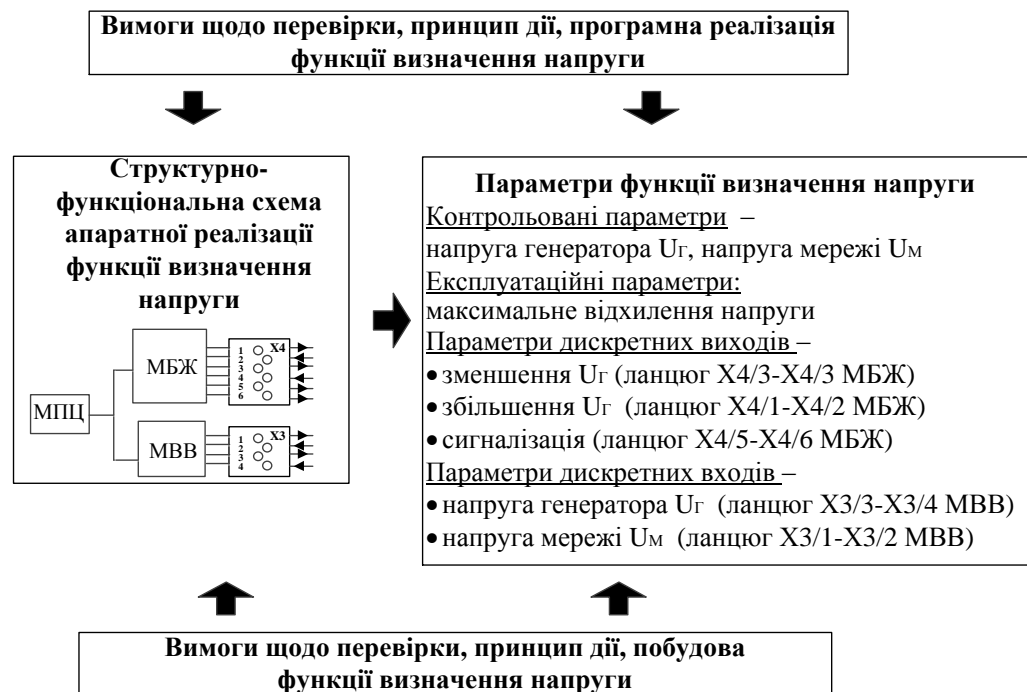 Вимоги щодо перевірки, принцип дії, програмна реалізація
функції визначення напруги
Структурно-
функціональна схема
апаратної реалізації
функції визначення
напруги
МПЦ
МБЖ
1
2
3
4
5
6
X4
МВВ
1
2
3
4
X3
Параметри функції визначення напруги
Контрольовані параметри –
напруга генератора UГ, напруга мережі UМ
Експлуатаційні параметри:
максимальне відхилення напруги
Параметри дискретних виходів –
• зменшення UГ (ланцюг X4/3-X4/3 МБЖ)
• збільшення UГ (ланцюг X4/1-X4/2 МБЖ)
• сигналізація (ланцюг X4/5-X4/6 МБЖ)
Параметри дискретних входів –
• напруга генератора UГ (ланцюг X3/3-X3/4 МВВ)
• напруга мережі UМ (ланцюг X3/1-X3/2 МВВ)
Вимоги щодо перевірки, принцип дії, побудова
функції визначення напруги